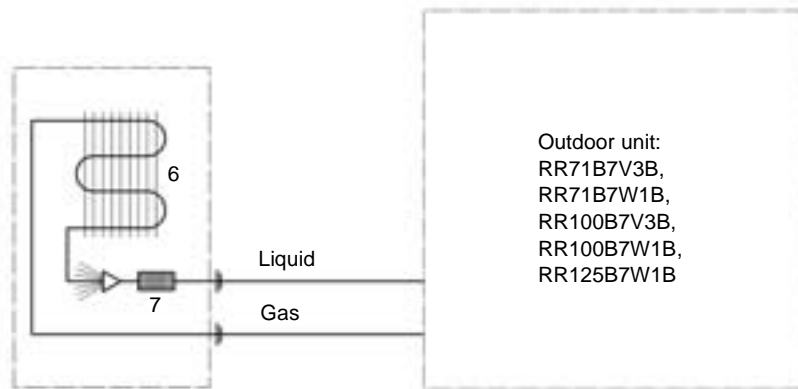 6
7
Liquid
Gas
Outdoor unit:
RR71B7V3B,
RR71B7W1B,
RR100B7V3B,
RR100B7W1B,
RR125B7W1B